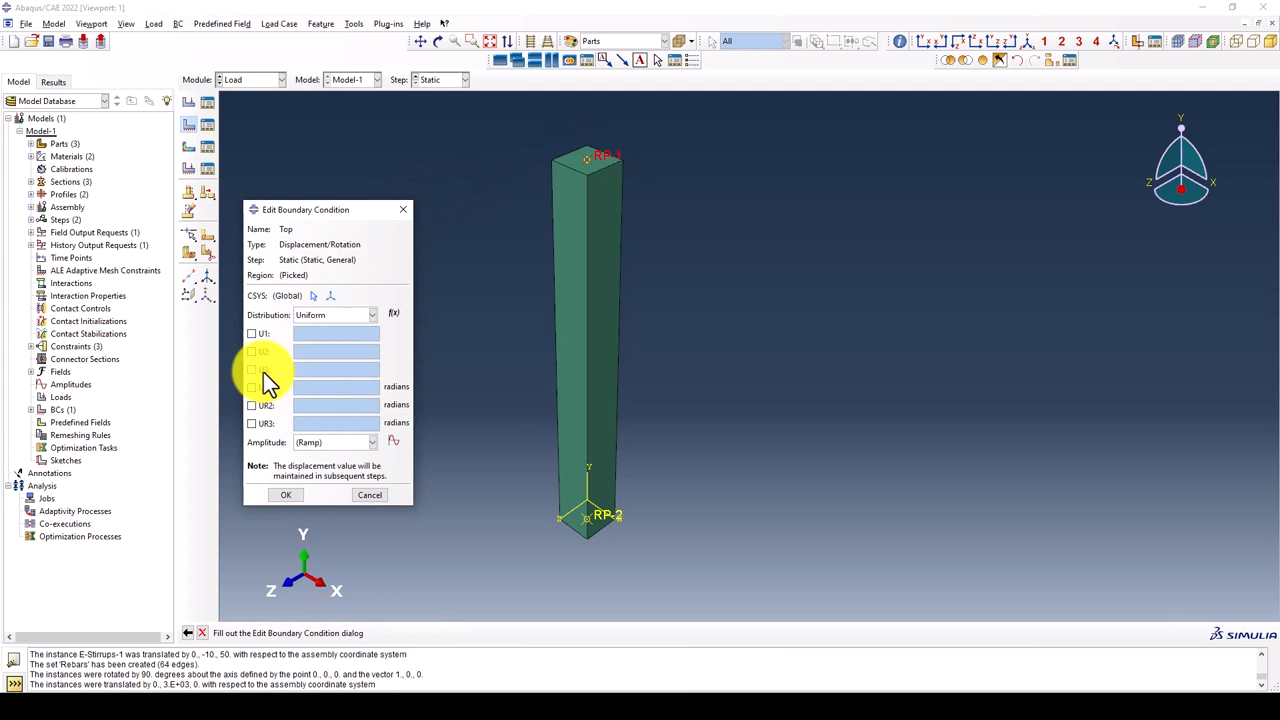 Abaqus/CAE 2022 [Viewport: 1]
File Model Viewport View Load BC Predefined Field Load Case Feature Tools Plug-ins Help
Parts All 1 2 3 4
Model Results Module: Load Model: Model-1 Step: Static
Model Database
Models (1)
Model-1
Parts (3)
Materials (2)
Calibrations
Sections (3)
Profiles (2)
Assembly
Steps (2)
Field Output Requests (1)
History Output Requests (1)
Time Points
ALE Adaptive Mesh Constraints
Interactions
Interaction Properties
Contact Controls
Contact Initializations
Contact Stabilizations
Constraints (3)
Connector Sections
Fields
Amplitudes
Loads
BCs (1)
Predefined Fields
Remeshing Rules
Optimization Tasks
Sketches
Annotations
Analysis
Jobs
Adaptivity Processes
Co-executions
Optimization Processes
Edit Boundary Condition
Name: Top
Type: Displacement/Rotation
Step: Static (Static, General)
Region: (Picked)
CSYS: (Global)
Distribution: Uniform f(x)
U1:
U2:
radians
UR2: radians
UR3: radians
Amplitude: (Ramp)
Note: The displacement value will be
maintained in subsequent steps.
OK Cancel
RP-1
Y
RP-2
Y
Z X
Y
Z X
Fill out the Edit Boundary Condition dialog
SIMULIA
The instance E-Stirrups-1 was translated by 0., -10., 50. with respect to the assembly coordinate system
The set 'Rebars' has been created (64 edges).
The instances were rotated by 90. degrees about the axis defined by the point 0., 0., 0. and the vector 1., 0., 0.
The instances were translated by 0., 3.E+03, 0. with respect to the assembly coordinate system
>>>